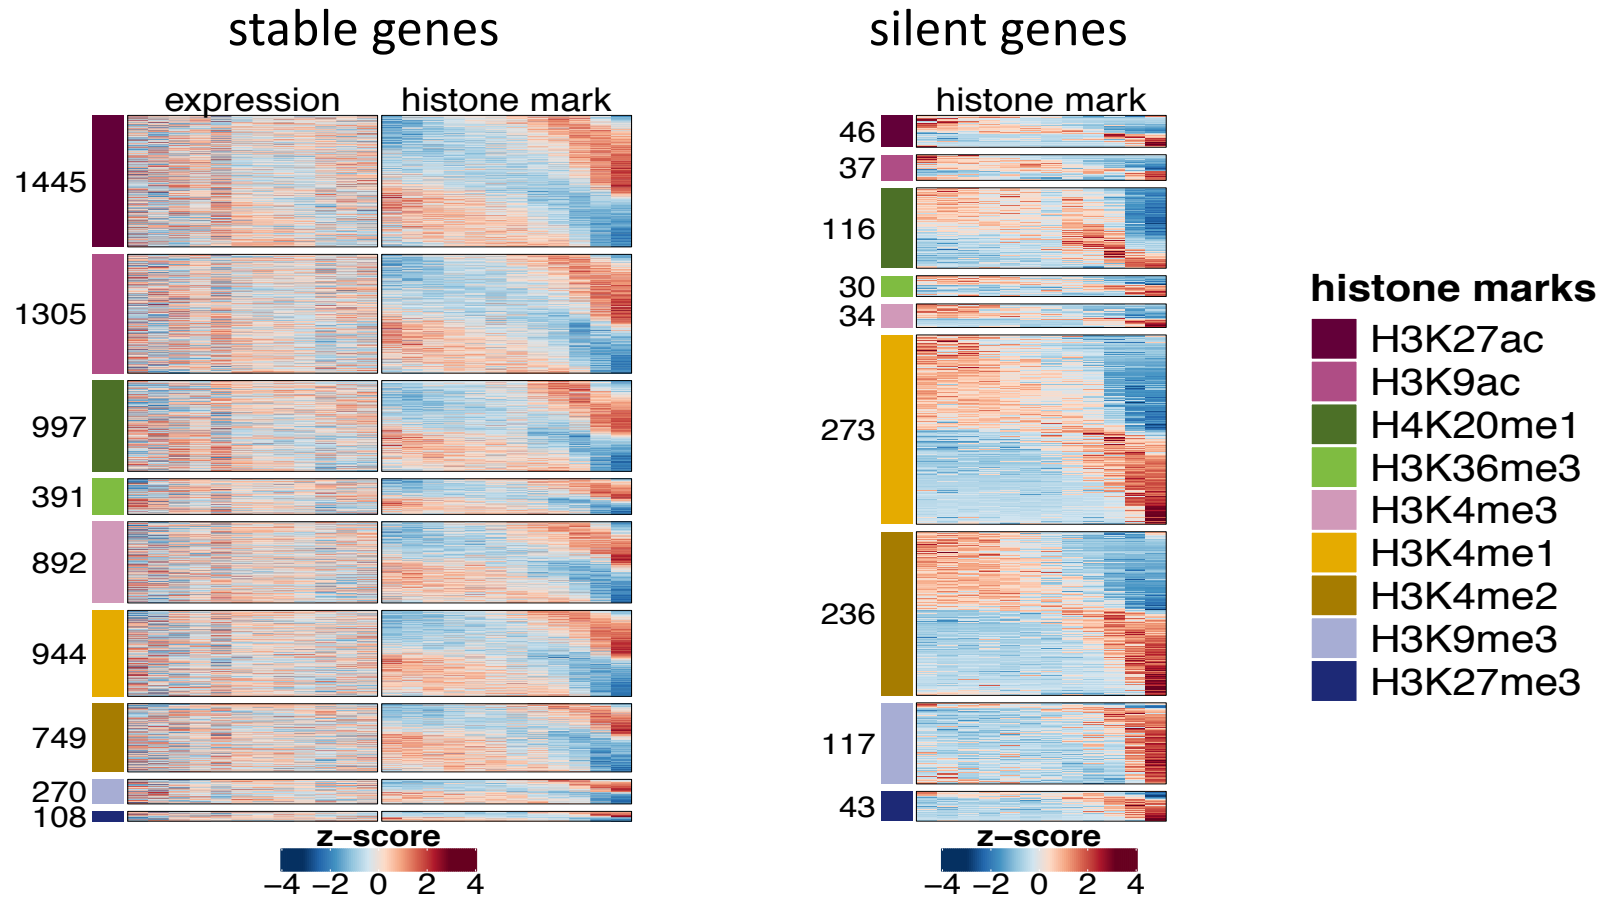 stable genes
silent genes
expression
histone mark
histone mark
1445
1305
997
391
892
944
749
270
108
z-score
−4 −2 0 2 4
46
37
116
30
34
273
236
117
43
z-score
−4 −2 0 2 4
histone marks
H3K27ac
H3K9ac
H4K20me1
H3K36me3
H3K4me3
H3K4me1
H3K4me2
H3K9me3
H3K27me3